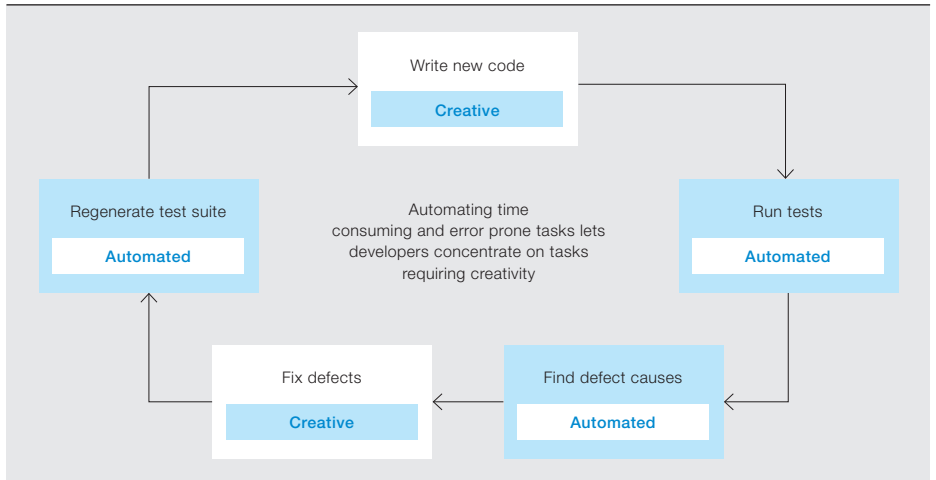 Write new code
Creative
Regenerate test suite
Automated
Automating time
consuming and error prone tasks lets
developers concentrate on tasks
requiring creativity
Run tests
Automated
Fix defects
Creative
Find defect causes
Automated